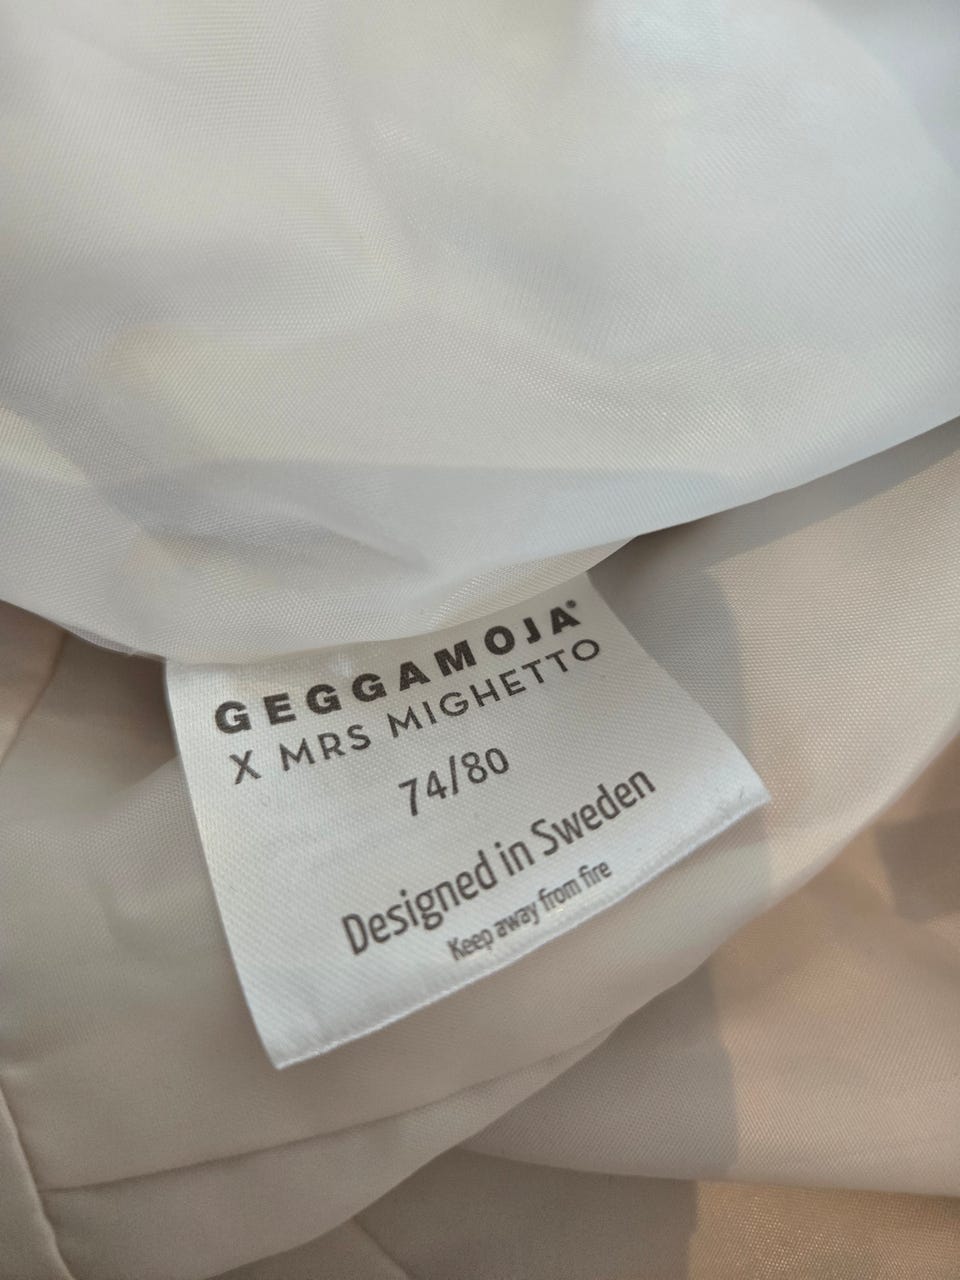 GEGGAMOJA®
X MRS MIGHETTO
74/80
Designed in Sweden
Keep away from fire